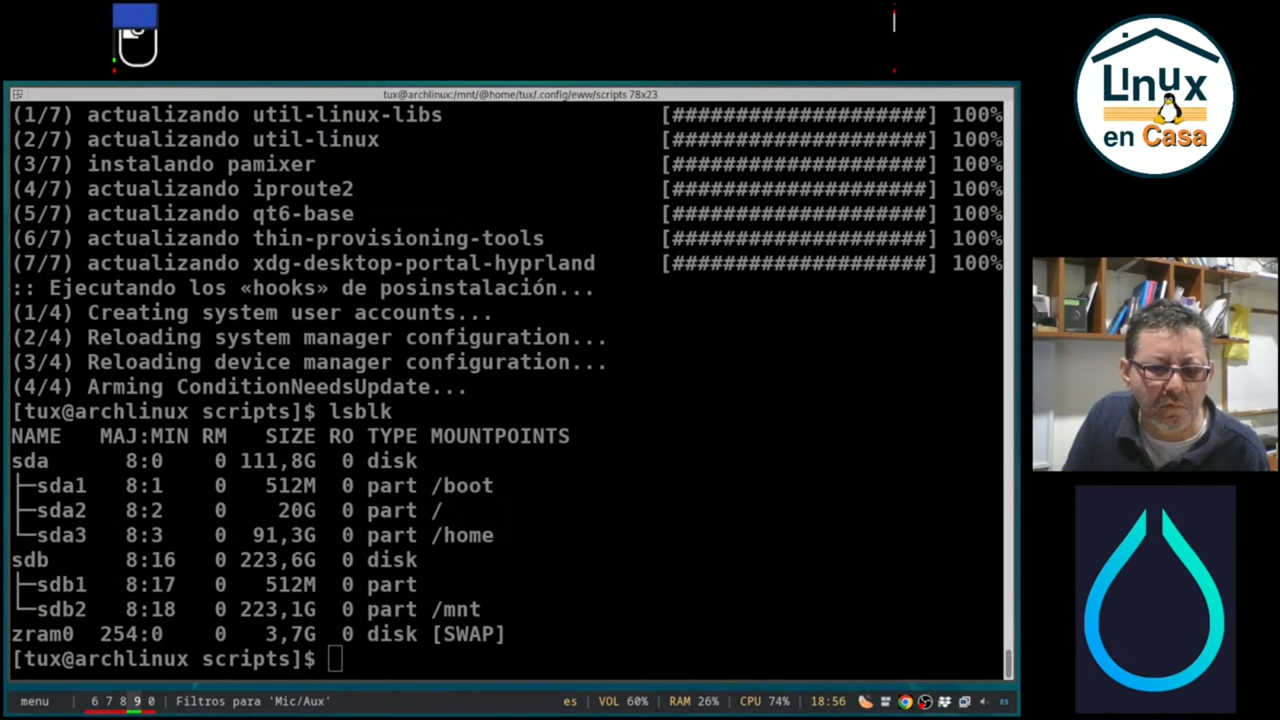 tux@archlinux:/mnt/@home/tux/.config/eww/scripts 78x23
(1/7) actualizando util-linux-libs [####################] 100%
(2/7) actualizando util-linux [####################] 100%
(3/7) instalando pamixer [####################] 100%
(4/7) actualizando iproute2 [####################] 100%
(5/7) actualizando qt6-base [####################] 100%
(6/7) actualizando thin-provisioning-tools [####################] 100%
(7/7) actualizando xdg-desktop-portal-hyprland [####################] 100%
:: Ejecutando los «hooks» de posinstalación...
(1/4) Creating system user accounts...
(2/4) Reloading system manager configuration...
(3/4) Reloading device manager configuration...
(4/4) Arming ConditionNeedsUpdate...
[tux@archlinux scripts]$ lsblk
NAME MAJ:MIN RM SIZE RO TYPE MOUNTPOINTS
sda 8:0 0 111,8G 0 disk
├─sda1 8:1 0 512M 0 part /boot
├─sda2 8:2 0 20G 0 part /
└─sda3 8:3 0 91,3G 0 part /home
sdb 8:16 0 223,6G 0 disk
├─sdb1 8:17 0 512M 0 part
└─sdb2 8:18 0 223,1G 0 part /mnt
zram0 254:0 0 3,7G 0 disk [SWAP]
[tux@archlinux scripts]$
menu | 6 7 8 9 0 | Filtros para 'Mic/Aux' es | VOL 60% | RAM 26% | CPU 74% | 18:56 ES
Linux
en Casa